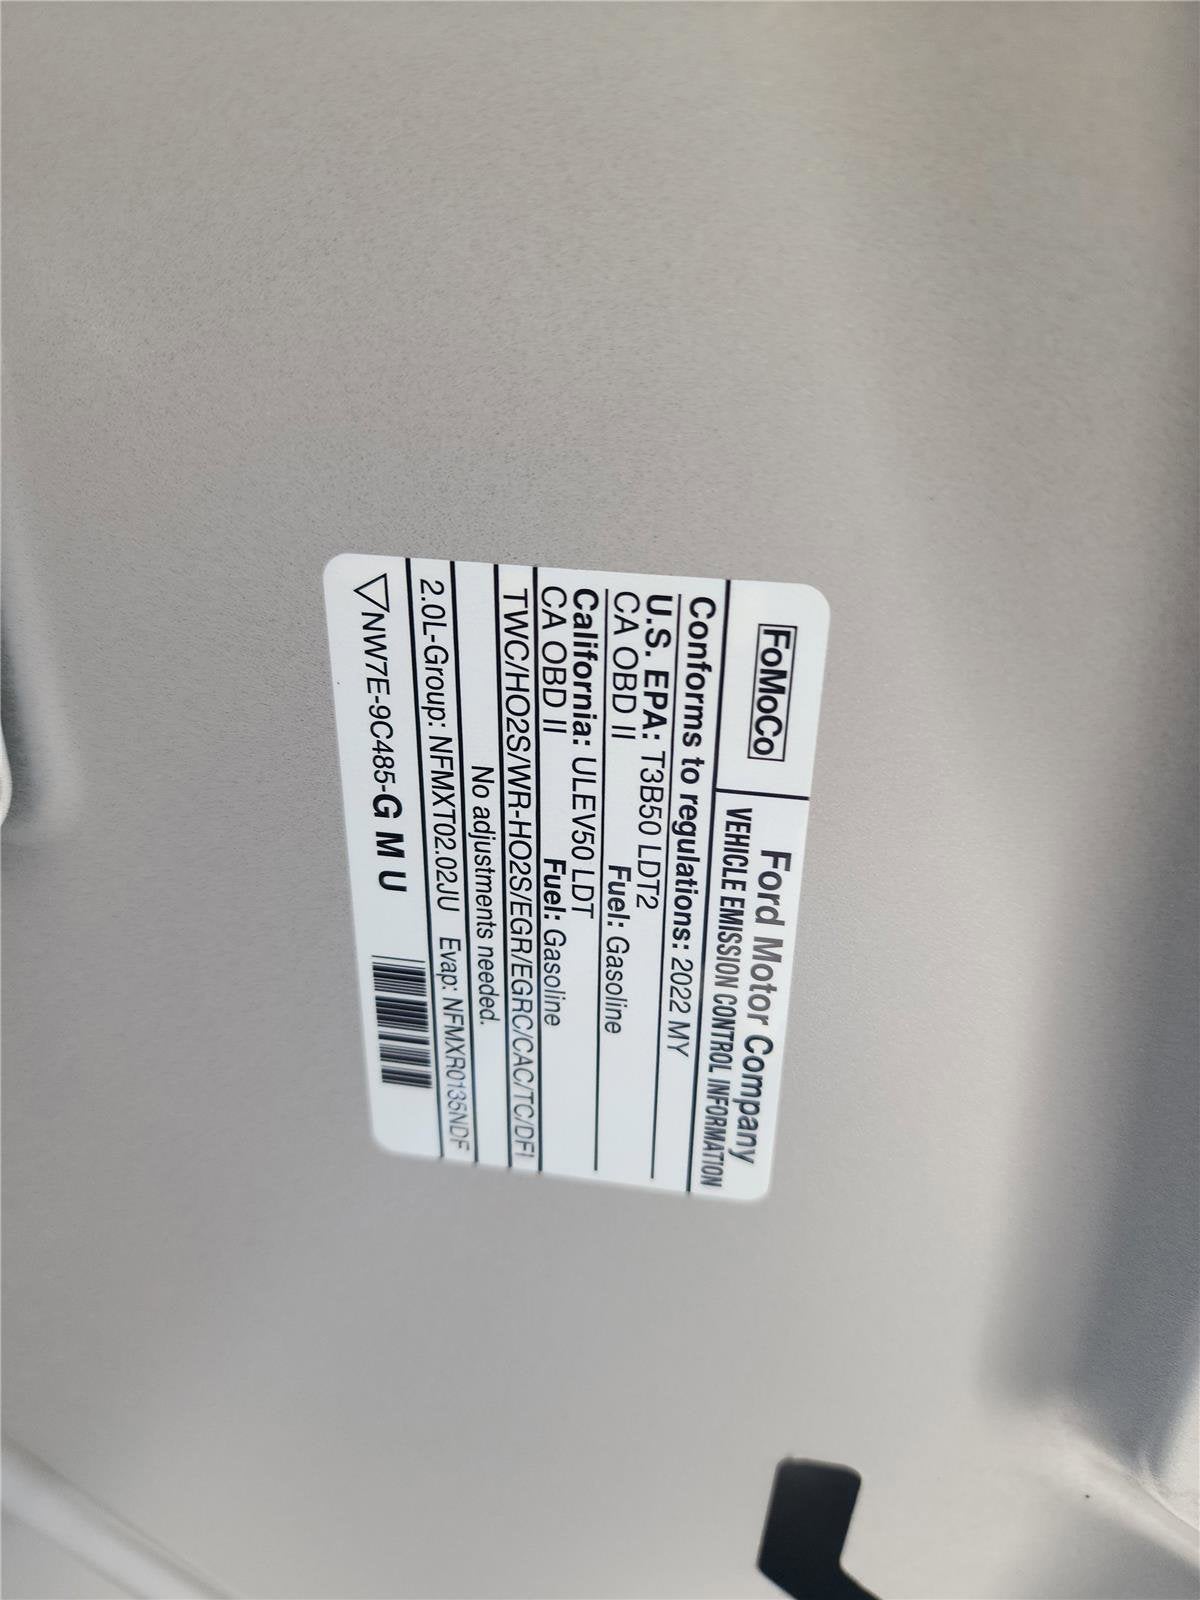 FoMoCo
Ford Motor Company
VEHICLE EMISSION CONTROL INFORMATION
Conforms to regulations: 2022 MY
U.S. EPA: T3B50 LDT2
CA OBD II Fuel: Gasoline
California: ULEV50 LDT
CA OBD II Fuel: Gasoline
TWC/HO2S/WR-HO2S/EGR/EGRC/CAC/TC/DFI
No adjustments needed.
2.0L-Group: NFMXT02.02JU Evap: NFMXR0135NDF
NW7E-9C485-G M U